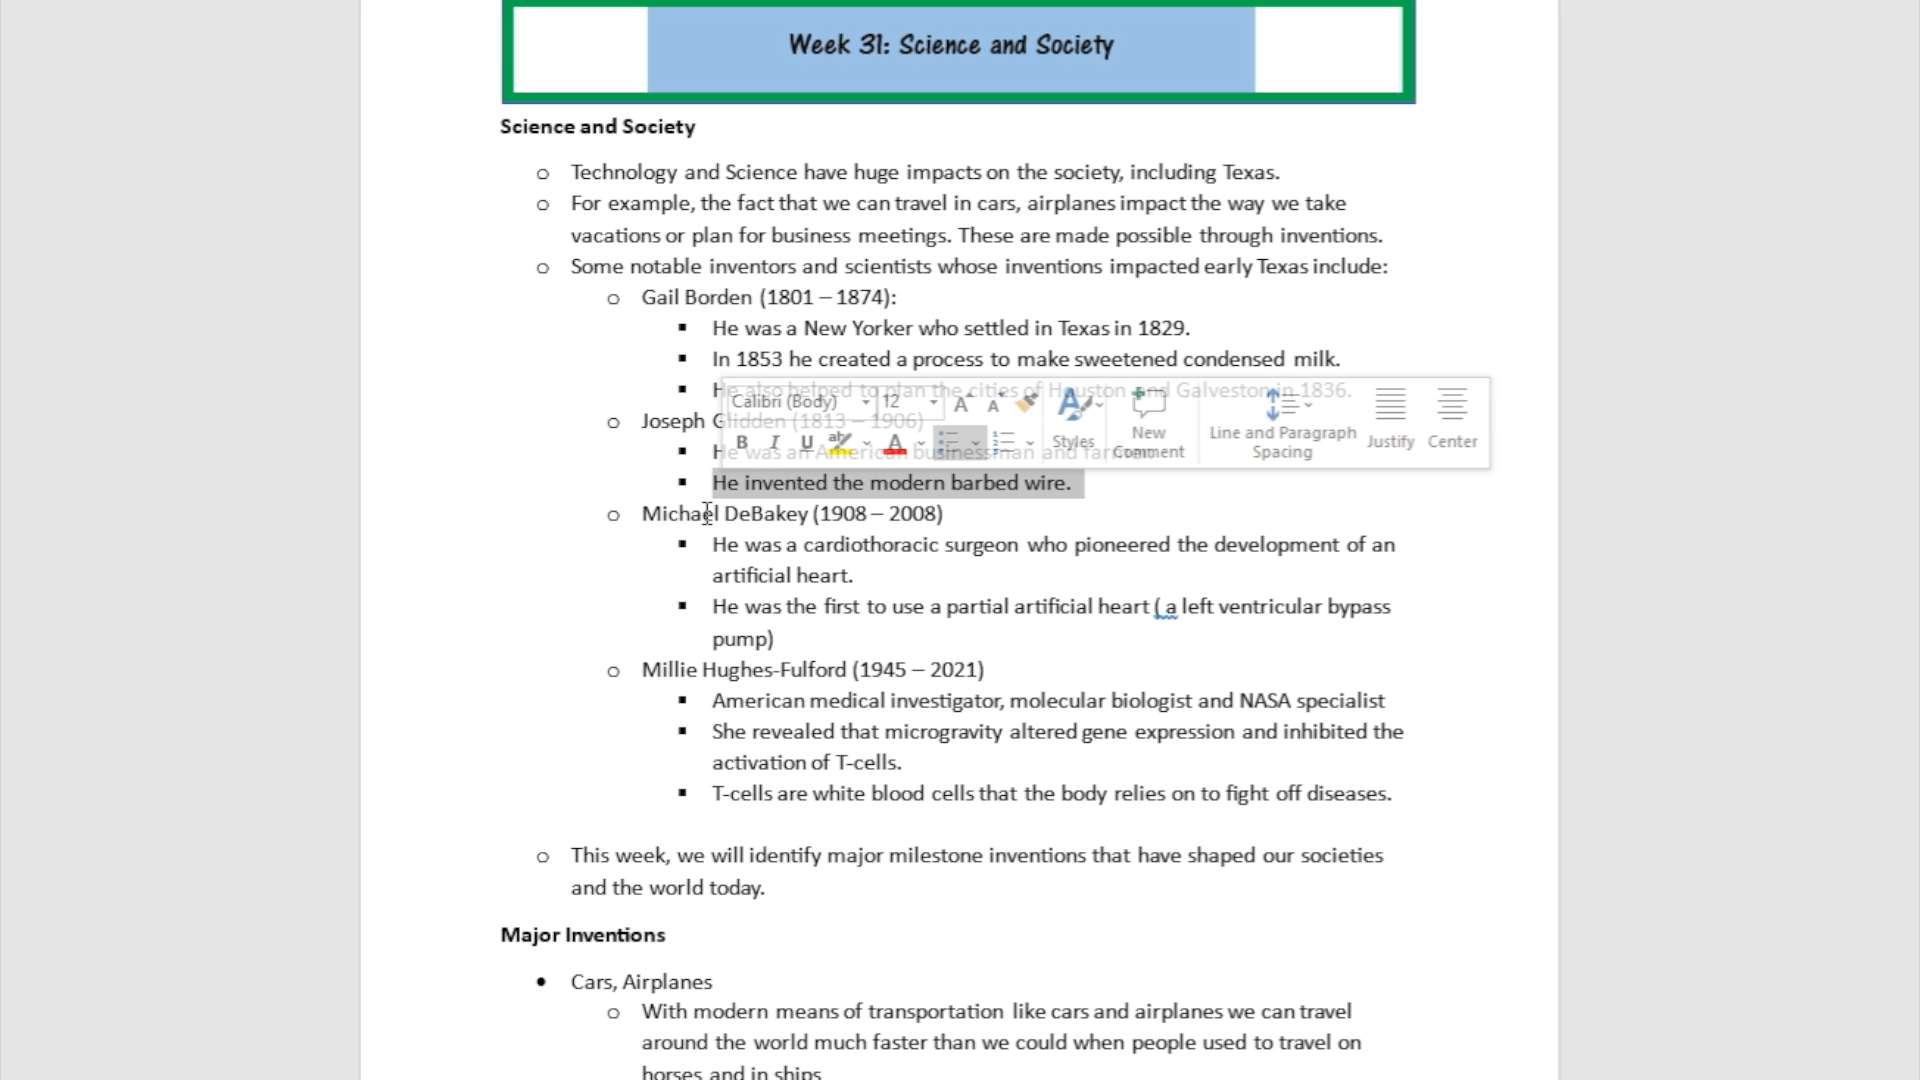 Week 31: Science and Society
Science and Society
o Technology and Science have huge impacts on the society, including Texas.
o For example, the fact that we can travel in cars, airplanes impact the way we take
vacations or plan for business meetings. These are made possible through inventions.
o Some notable inventors and scientists whose inventions impacted early Texas include:
o Gail Borden (1801 – 1874):
▪ He was a New Yorker who settled in Texas in 1829.
▪ In 1853 he created a process to make sweetened condensed milk.
▪ He also helped to plan the cities of Houston and Galveston in 1836.
Calibri (Body) 12 A A
o Joseph Glidden (1813 – 1906)
B I U ab A Styles New Comment Line and Paragraph Spacing Justify Center
▪ He was an American businessman and farmer.
▪ He invented the modern barbed wire.
o Michael DeBakey (1908 – 2008)
▪ He was a cardiothoracic surgeon who pioneered the development of an
artificial heart.
▪ He was the first to use a partial artificial heart ( a left ventricular bypass
pump)
o Millie Hughes-Fulford (1945 – 2021)
▪ American medical investigator, molecular biologist and NASA specialist
▪ She revealed that microgravity altered gene expression and inhibited the
activation of T-cells.
▪ T-cells are white blood cells that the body relies on to fight off diseases.
o This week, we will identify major milestone inventions that have shaped our societies
and the world today.
Major Inventions
• Cars, Airplanes
o With modern means of transportation like cars and airplanes we can travel
around the world much faster than we could when people used to travel on
horses and in ships